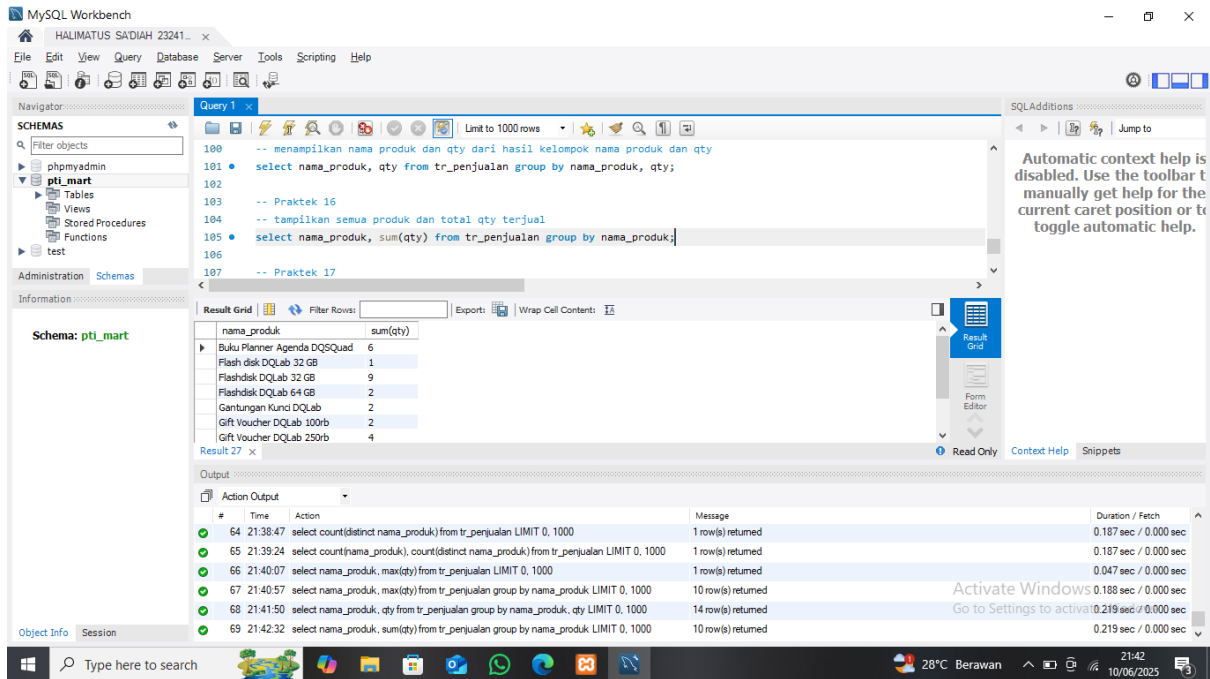 MySQL Workbench
HALIMATUS SA'DIAH 23241...
File Edit View Query Database Server Tools Scripting Help
Navigator
SCHEMAS
Filter objects
phpmyadmin
pti_mart
Tables
Views
Stored Procedures
Functions
test
Administration Schemas
Information
Schema: pti_mart
Object Info Session
Query 1
Limit to 1000 rows
100 -- menampilkan nama produk dan qty dari hasil kelompok nama produk dan qty
101 select nama_produk, qty from tr_penjualan group by nama_produk, qty;
102
103 -- Praktek 16
104 -- tampilkan semua produk dan total qty terjual
105 select nama_produk, sum(qty) from tr_penjualan group by nama_produk;
106
107 -- Praktek 17
Result Grid Filter Rows: Export: Wrap Cell Content:
nama_produk sum(qty)
Buku Planner Agenda DQSQuad 6
Flash disk DQLab 32 GB 1
Flashdisk DQLab 32 GB 9
Flashdisk DQLab 64 GB 2
Gantungan Kunci DQLab 2
Gift Voucher DQLab 100rb 2
Gift Voucher DQLab 250rb 4
Result Grid
Form Editor
Result 27 Read Only
SQLAdditions
Jump to
Automatic context help is
disabled. Use the toolbar t
manually get help for the
current caret position or to
toggle automatic help.
Context Help Snippets
Output
Action Output
# Time Action Message Duration / Fetch
64 21:38:47 select count(distinct nama_produk) from tr_penjualan LIMIT 0, 1000 1 row(s) returned 0.187 sec / 0.000 sec
65 21:39:24 select count(nama_produk), count(distinct nama_produk) from tr_penjualan LIMIT 0, 1000 1 row(s) returned 0.187 sec / 0.000 sec
66 21:40:07 select nama_produk, max(qty) from tr_penjualan LIMIT 0, 1000 1 row(s) returned 0.047 sec / 0.000 sec
67 21:40:57 select nama_produk, max(qty) from tr_penjualan group by nama_produk LIMIT 0, 1000 10 row(s) returned 0.188 sec / 0.000 sec
68 21:41:50 select nama_produk, qty from tr_penjualan group by nama_produk, qty LIMIT 0, 1000 14 row(s) returned 0.219 sec / 0.000 sec
69 21:42:32 select nama_produk, sum(qty) from tr_penjualan group by nama_produk LIMIT 0, 1000 10 row(s) returned 0.219 sec / 0.000 sec
Activate Windows
Go to Settings to activate Windows.
Type here to search
28°C Berawan
21:42
10/06/2025
3